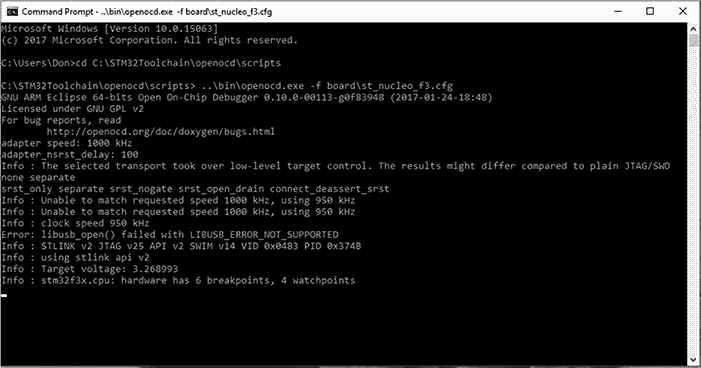 Command Prompt - ..\bin\openocd.exe -f board\st_nucleo_f3.cfg
Microsoft Windows [Version 10.0.15063]
(c) 2017 Microsoft Corporation. All rights reserved.
C:\Users\Don>cd C:\STM32Toolchain\openocd\scripts
C:\STM32Toolchain\openocd\scripts> ..\bin\openocd.exe -f board\st_nucleo_f3.cfg
GNU ARM Eclipse 64-bits Open On-Chip Debugger 0.10.0-00113-g0f83948 (2017-01-24-18:48)
Licensed under GNU GPL v2
For bug reports, read
http://openocd.org/doc/doxygen/bugs.html
adapter speed: 1000 kHz
adapter_nsrst_delay: 100
Info : The selected transport took over low-level target control. The results might differ compared to plain JTAG/SWD
none separate
srst_only separate srst_nogate srst_open_drain connect_deassert_srst
Info : Unable to match requested speed 1000 kHz, using 950 kHz
Info : Unable to match requested speed 1000 kHz, using 950 kHz
Info : clock speed 950 kHz
Error: libusb_open() failed with LIBUSB_ERROR_NOT_SUPPORTED
Info : STLINK v2 JTAG v25 API v2 SWIM v14 VID 0x0483 PID 0x374B
Info : using stlink api v2
Info : Target voltage: 3.268993
Info : stm32f3x.cpu: hardware has 6 breakpoints, 4 watchpoints